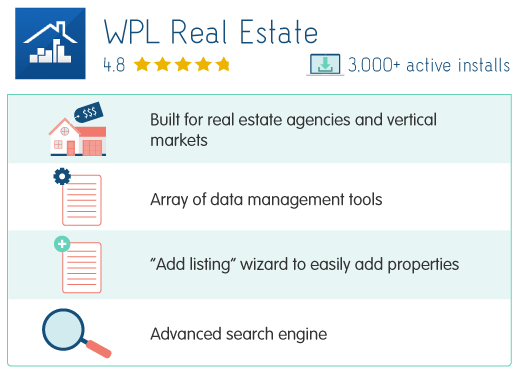 WPL Real Estate
4.8
3,000+ active installs
$$$
Built for real estate agencies and vertical
markets
Array of data management tools
"Add listing" wizard to easily add properties
Advanced search engine